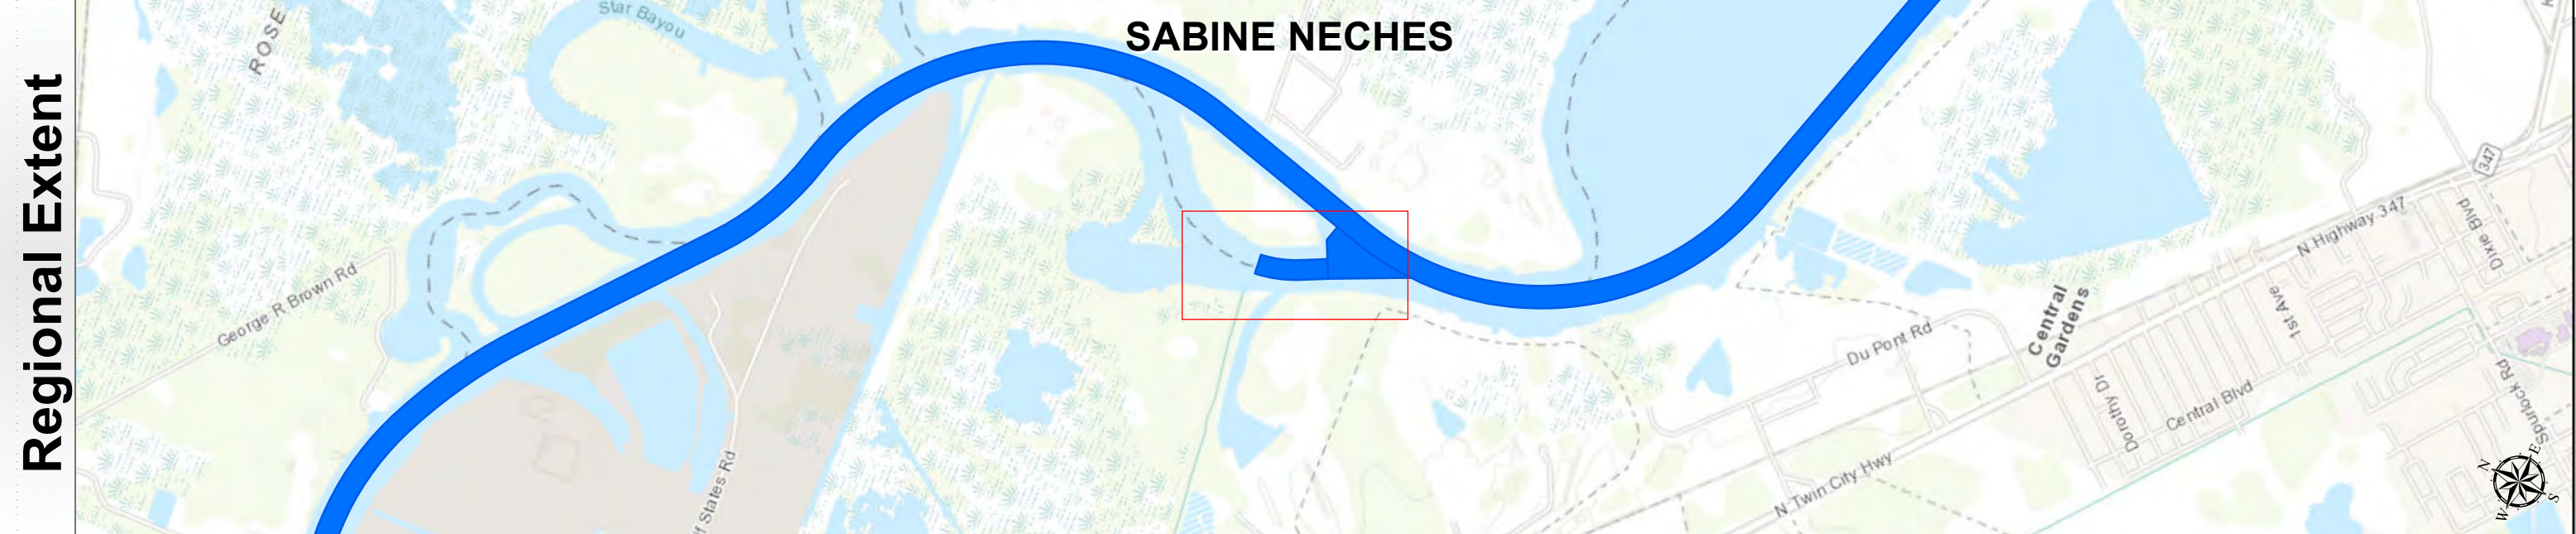 Regional Extent
SABINE NECHES
ROSE
Star Bayou
George R Brown Rd
f States Rd
Du Pont Rd
Central
Gardens
N Highway 347
347
Dixie Blvd
1st Ave
Dorothy Dr
Central Blvd
Spurlock Rd
N Twin City Hwy
N
E
S
W